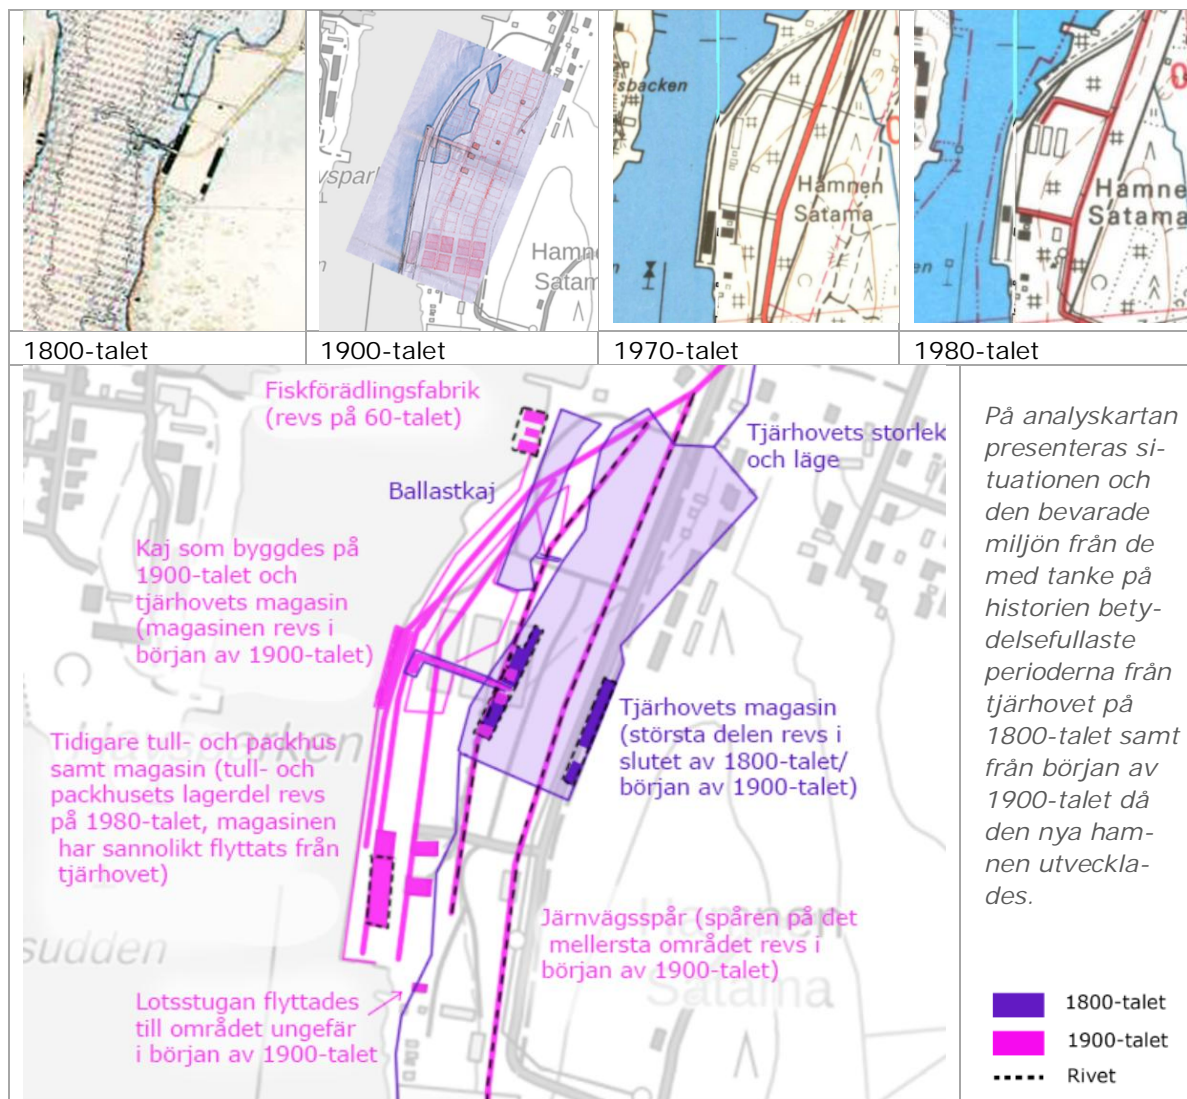 sbacken
Hamnen
Satama
vspark
Hamne
Satam
n
Hamne
Satama
en
1800-talet
1900-talet
1970-talet
1980-talet
Fiskförädlingsfabrik
(revs på 60-talet)
Tjärhovets storlek
och läge
Ballastkaj
Kaj som byggdes på
1900-talet och
tjärhovets magasin
(magasinen revs i
början av 1900-talet)
Tidigare tull- och packhus
samt magasin (tull- och
packhusets lagerdel revs
på 1980-talet, magasinen
har sannolikt flyttats från
tjärhovet)
Tjärhovets magasin
(största delen revs i
slutet av 1800-talet/
början av 1900-talet)
Järnvägsspår (spåren på det
mellersta området revs i
början av 1900-talet)
Hamnen
Satama
sudden
Lotsstugan flyttades
till området ungefär
i början av 1900-talet
På analyskartan
presenteras si-
tuationen och
den bevarade
miljön från de
med tanke på
historien bety-
delsefullaste
perioderna från
tjärhovet på
1800-talet samt
från början av
1900-talet då
den nya ham-
nen utveckla-
des.
1800-talet
1900-talet
Rivet